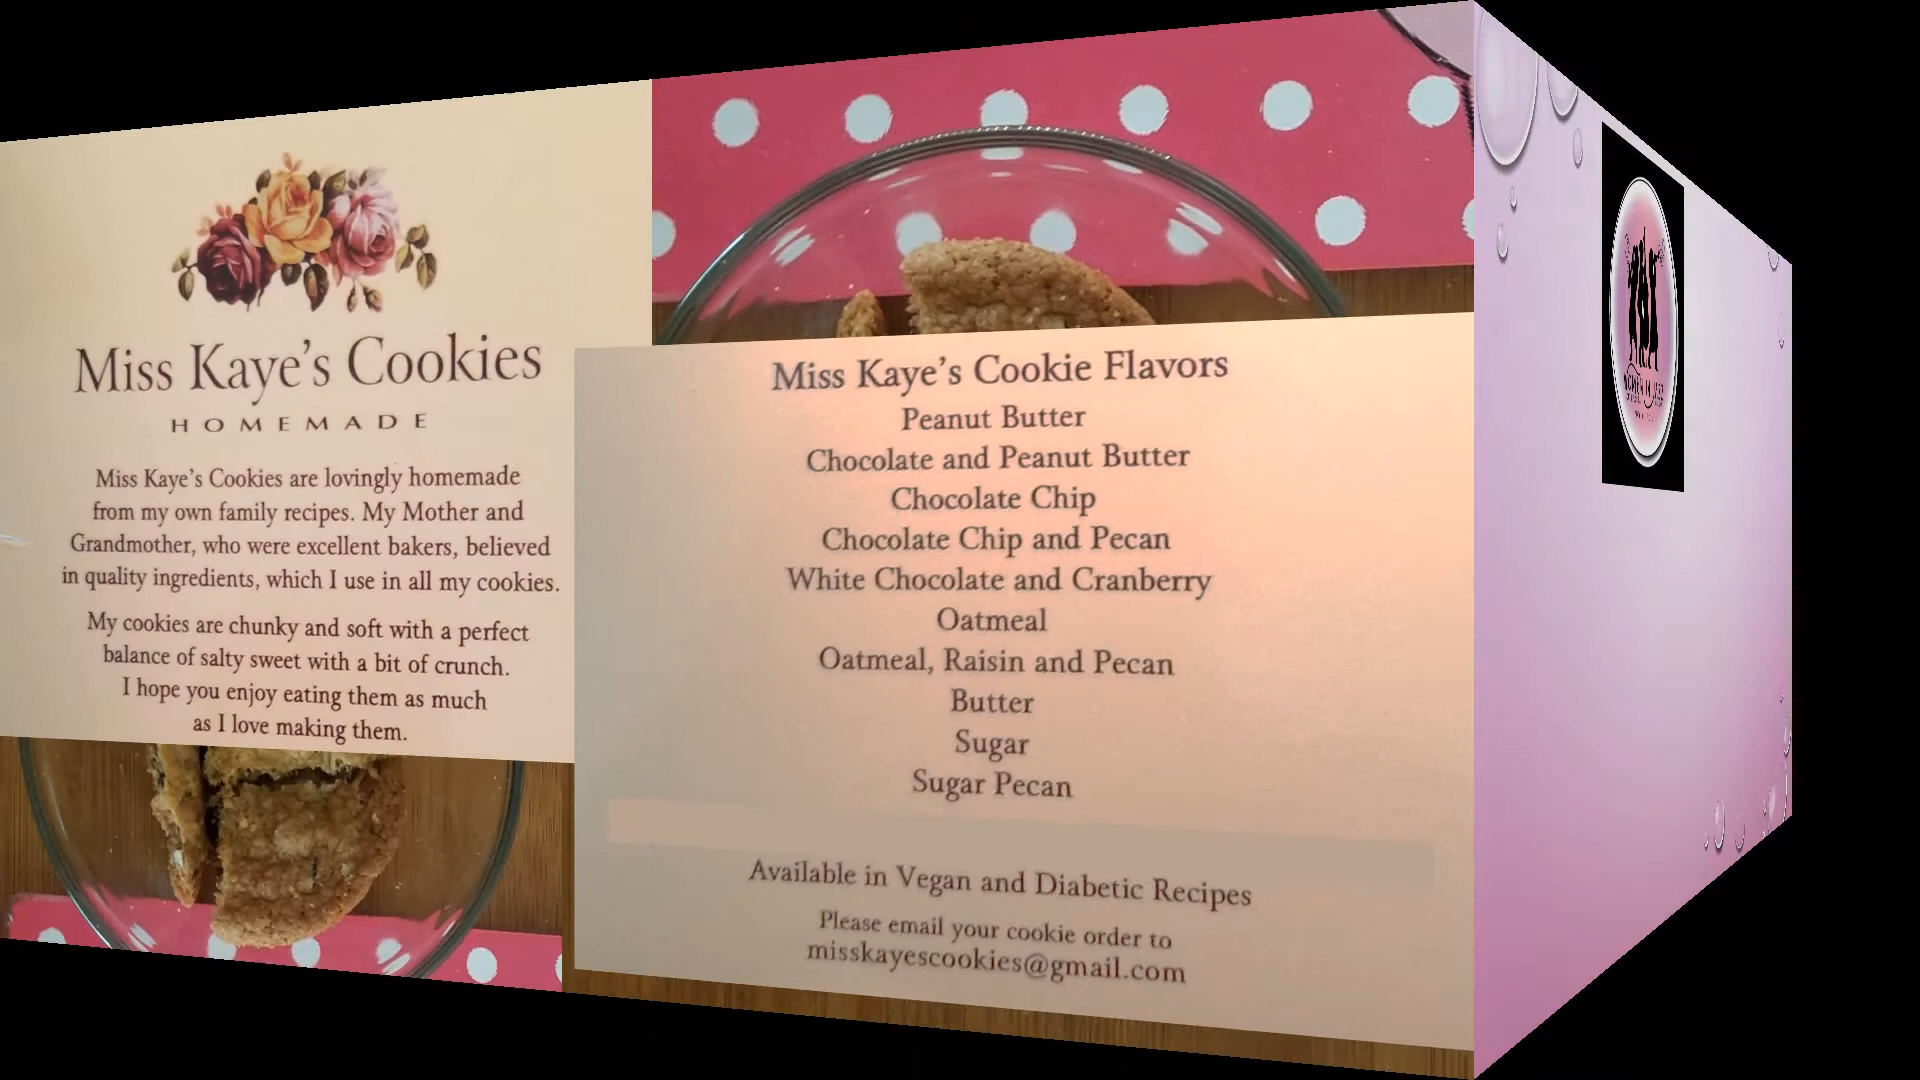 Miss Kaye's Cookies
HOMEMADE
Miss Kaye's Cookies are lovingly homemade
from my own family recipes. My Mother and
Grandmother, who were excellent bakers, believed
in quality ingredients, which I use in all my cookies.
My cookies are chunky and soft with a perfect
balance of salty sweet with a bit of crunch.
I hope you enjoy eating them as much
as I love making them.
Miss Kaye's Cookie Flavors
Peanut Butter
Chocolate and Peanut Butter
Chocolate Chip
Chocolate Chip and Pecan
White Chocolate and Cranberry
Oatmeal
Oatmeal, Raisin and Pecan
Butter
Sugar
Sugar Pecan
Available in Vegan and Diabetic Recipes
Please email your cookie order to
misskayescookies@gmail.com
WOMEN IN JAZZ